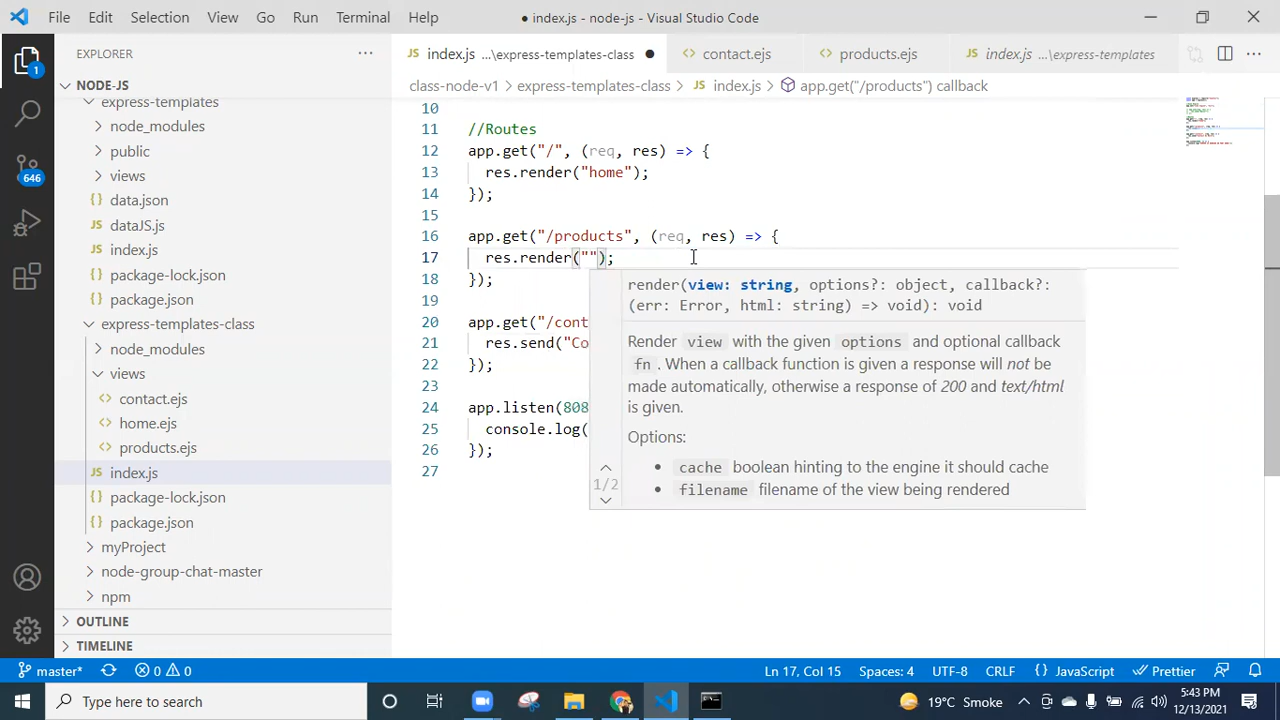 File Edit Selection View Go Run Terminal Help
● index.js - node-js - Visual Studio Code
EXPLORER
NODE-JS
express-templates
node_modules
public
views
JS data.json
JS dataJS.js
JS index.js
package-lock.json
package.json
express-templates-class
node_modules
views
contact.ejs
home.ejs
products.ejs
JS index.js
package-lock.json
package.json
myProject
node-group-chat-master
npm
OUTLINE
TIMELINE
1
646
JS index.js ...\express-templates-class ●
contact.ejs
products.ejs
JS index.js ...\express-templates
class-node-v1 > express-templates-class > JS index.js > app.get("/products") callback
10
11 //Routes
12 app.get("/", (req, res) => {
13 res.render("home");
14 });
15
16 app.get("/products", (req, res) => {
17 res.render("");
18 });
19
20 app.get("/cont
21 res.send("Co
22 });
23
24 app.listen(808
25 console.log(
26 });
27
render(view: string, options?: object, callback?:
(err: Error, html: string) => void): void
Render view with the given options and optional callback
fn . When a callback function is given a response will not be
made automatically, otherwise a response of 200 and text/html
is given.
Options:
• cache boolean hinting to the engine it should cache
• filename filename of the view being rendered
1/2
master* 0 0
Ln 17, Col 15 Spaces: 4 UTF-8 CRLF {} JavaScript Prettier
Type here to search
19°C Smoke
5:43 PM
12/13/2021